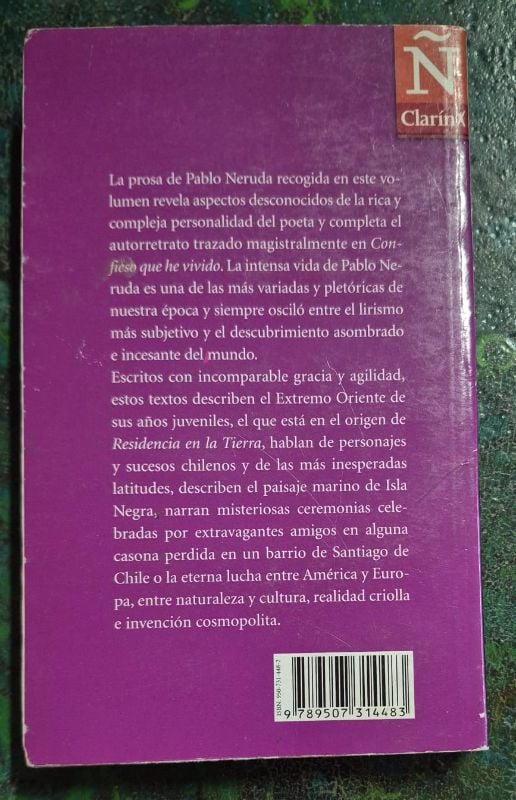 Ñ
Clarín X
La prosa de Pablo Neruda recogida en este vo-
lumen revela aspectos desconocidos de la rica y
compleja personalidad del poeta y completa el
autorretrato trazado magistralmente en Con-
fieso que he vivido. La intensa vida de Pablo Ne-
ruda es una de las más variadas y pletóricas de
nuestra época y siempre osciló entre el lirismo
más subjetivo y el descubrimiento asombrado
e incesante del mundo.
Escritos con incomparable gracia y agilidad,
estos textos describen el Extremo Oriente de
sus años juveniles, el que está en el origen de
Residencia en la Tierra, hablan de personajes
y sucesos chilenos y de las más inesperadas
latitudes, describen el paisaje marino de Isla
Negra, narran misteriosas ceremonias cele-
bradas por extravagantes amigos en alguna
casona perdida en un barrio de Santiago de
Chile o la eterna lucha entre América y Euro-
pa, entre naturaleza y cultura, realidad criolla
e invención cosmopolita.
ISBN: 950-731-448-2
9 789507 314483